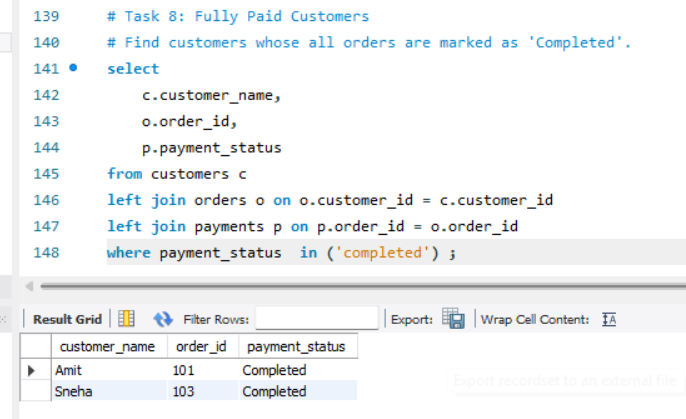 139 # Task 8: Fully Paid Customers
140 # Find customers whose all orders are marked as 'Completed'.
141 select
142 c.customer_name,
143 o.order_id,
144 p.payment_status
145 from customers c
146 left join orders o on o.customer_id = c.customer_id
147 left join payments p on p.order_id = o.order_id
148 where payment_status  in ('completed') ;
Result Grid Filter Rows: Export: Wrap Cell Content: IA
customer_name order_id payment_status
Amit 101 Completed
Sneha 103 Completed
Export recordset to an external file